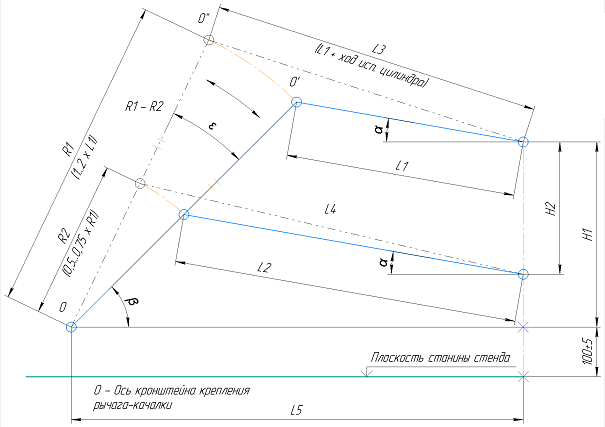 O"
L3
(L1 + ход исп. цилиндра)
O'
R1 - R2
ε
α
R1
(1..2 x L1)
L1
H2
H1
R2
(0,5...0,75 x R1)
L4
α
L2
O
β
Плоскость станины стенда
100±5
O - Ось кронштейна крепления
рычага-качалки
L5